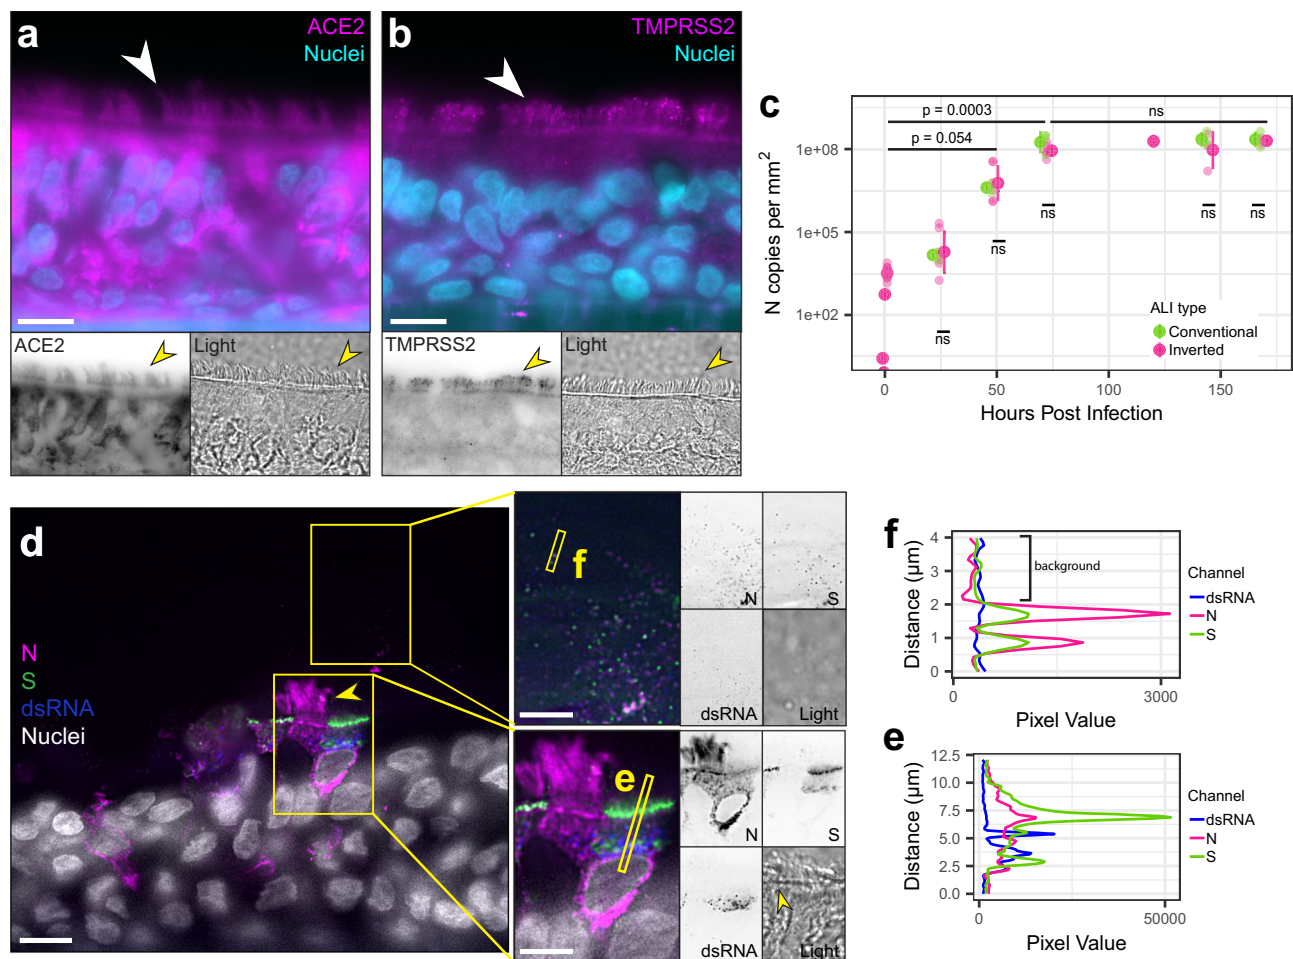 a
ACE2
Nuclei
ACE2
Light
b
TMPRSS2
Nuclei
TMPRSS2
Light
c
N copies per mm2
1e+08
1e+05
1e+02
p = 0.0003
ns
p = 0.054
ns
ns
ns
ns
ns
ALI type
Conventional
Inverted
0
50
100
150
Hours Post Infection
d
N
S
dsRNA
Nuclei
f
N
S
dsRNA
Light
e
N
S
dsRNA
Light
f
Distance (µm)
4
3
2
1
0
background
Channel
dsRNA
N
S
0
3000
Pixel Value
e
Distance (µm)
12.5
10.0
7.5
5.0
2.5
0.0
Channel
dsRNA
N
S
0
50000
Pixel Value